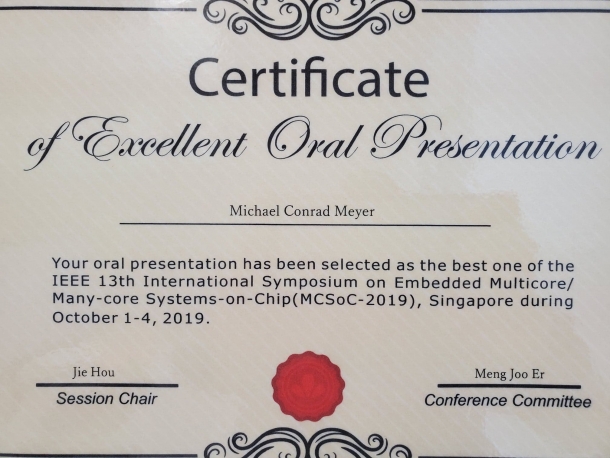 Certificate
of Excellent Oral Presentation
Michael Conrad Meyer
Your oral presentation has been selected as the best one of the
IEEE 13th International Symposium on Embedded Multicore/
Many-core Systems-on-Chip(MCSoC-2019), Singapore during
October 1-4, 2019.
Jie Hou
Session Chair
Meng Joo Er
Conference Committee